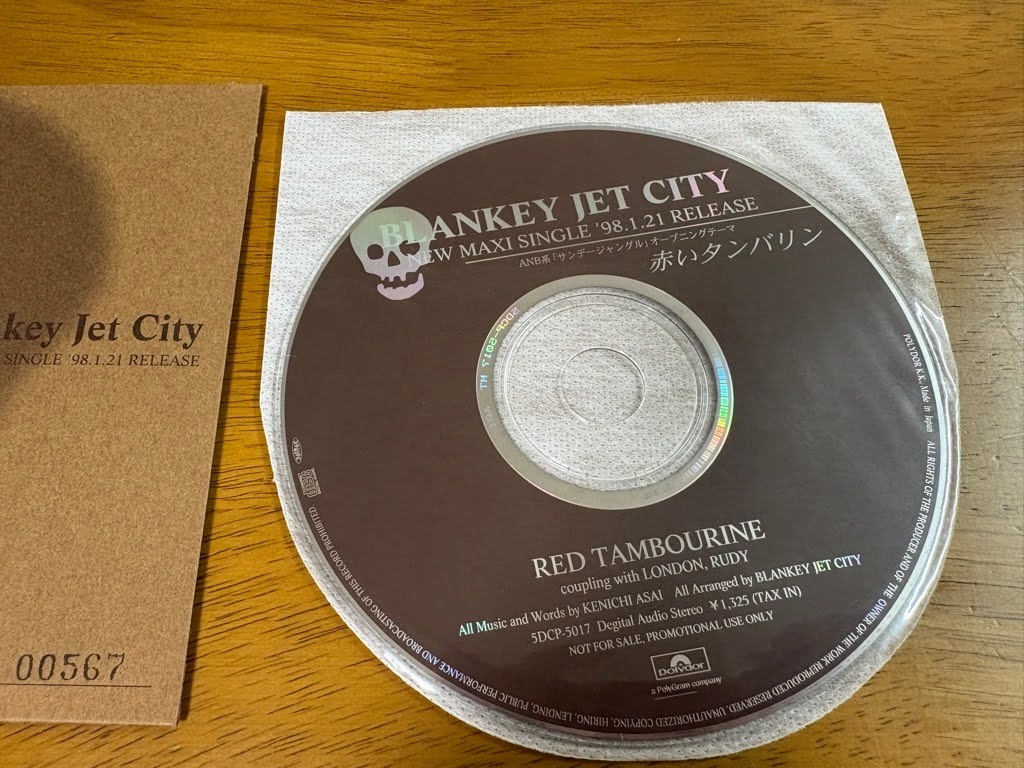 key Jet City
SINGLE '98.1.21 RELEASE
00567
BLANKEY JET CITY
NEW MAXI SINGLE '98.1.21 RELEASE
ANB系「サンデージャングル」オープニングテーマ
赤いタンバリン
5DCP-5017
MT
RED TAMBOURINE
coupling with LONDON, RUDY
All Music and Words by KENICHI ASAI All Arranged by BLANKEY JET CITY
5DCP-5017 Degital Audio Stereo ¥1,325 (TAX IN)
NOT FOR SALE. PROMOTIONAL USE ONLY
polydor
a PolyGram company
POLYDOR K.K. Made in Japan ALL RIGHTS OF THE PRODUCER AND OF THE OWNER OF THE WORK REPRODUCED RESERVED. UNAUTHORIZED COPYING, HIRING, LENDING, PUBLIC PERFORMANCE AND BROADCASTING OF THIS RECORD PROHIBITED.